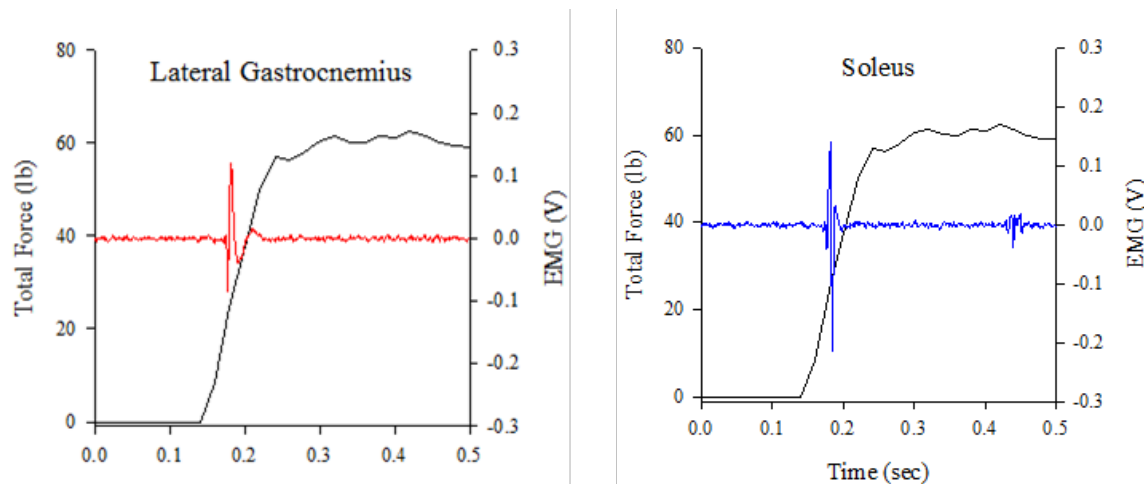 Lateral Gastrocnemius
Total Force (lb)
80
60
40
20
0
0.3
0.2
0.1
0.0
-0.1
-0.2
-0.3
EMG (V)
0.0 0.1 0.2 0.3 0.4 0.5
Soleus
Total Force (lb)
80
60
40
20
0
0.3
0.2
0.1
0.0
-0.1
-0.2
-0.3
EMG (V)
0.0 0.1 0.2 0.3 0.4 0.5
Time (sec)